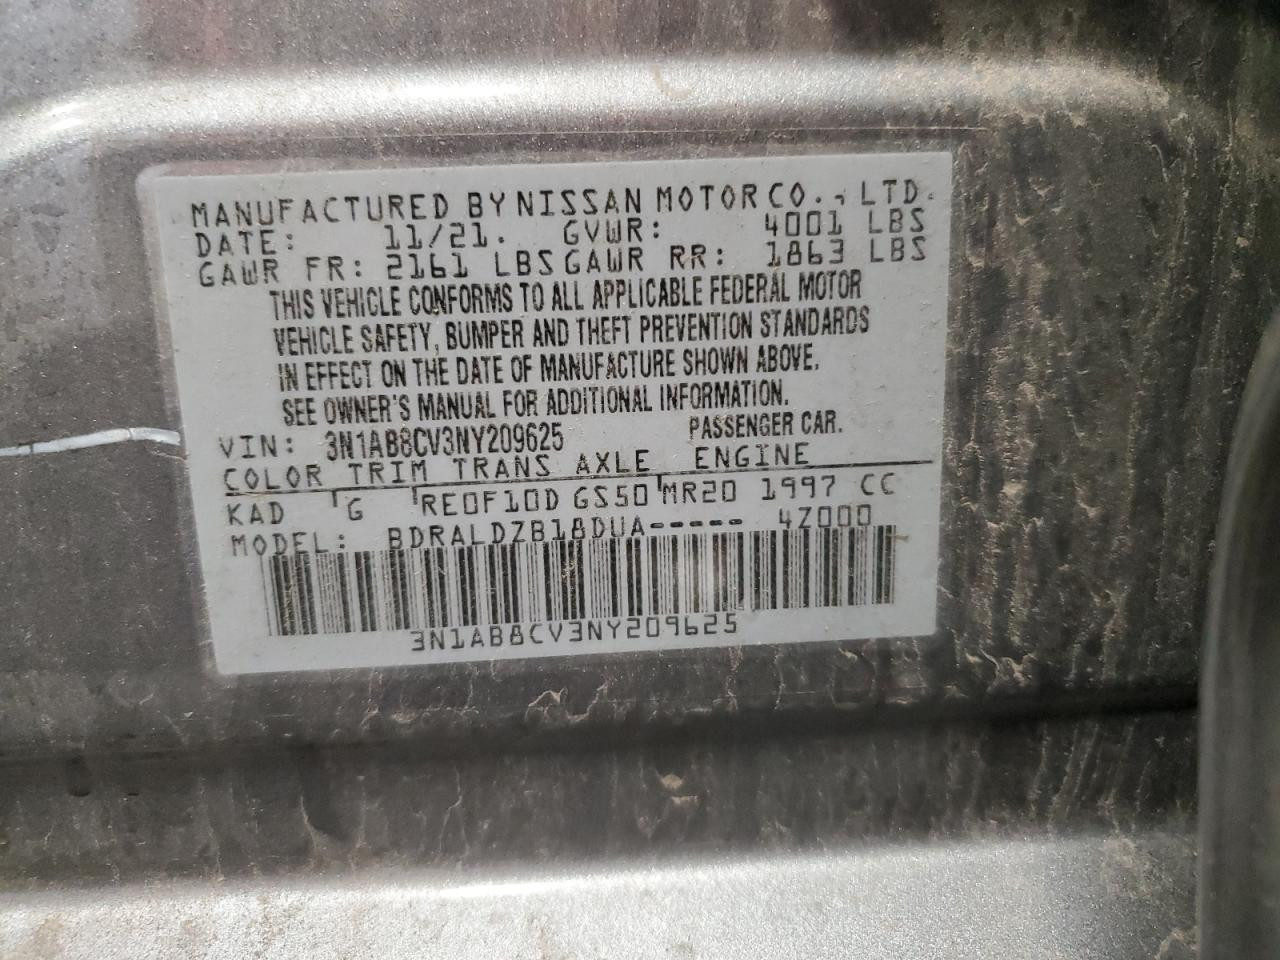 MANUFACTURED BY NISSAN MOTOR CO., LTD.
DATE: 11/21. GVWR: 4001 LBS
GAWR FR: 2161 LBS GAWR RR: 1863 LBS
THIS VEHICLE CONFORMS TO ALL APPLICABLE FEDERAL MOTOR
VEHICLE SAFETY, BUMPER AND THEFT PREVENTION STANDARDS
IN EFFECT ON THE DATE OF MANUFACTURE SHOWN ABOVE.
SEE OWNER'S MANUAL FOR ADDITIONAL INFORMATION.
VIN: 3N1AB8CV3NY209625 PASSENGER CAR.
COLOR TRIM TRANS AXLE ENGINE
KAD G RE0F10D GS50 MR20 1997 CC
MODEL: BDRALDZB18DUA----- 4Z000
3N1AB8CV3NY209625